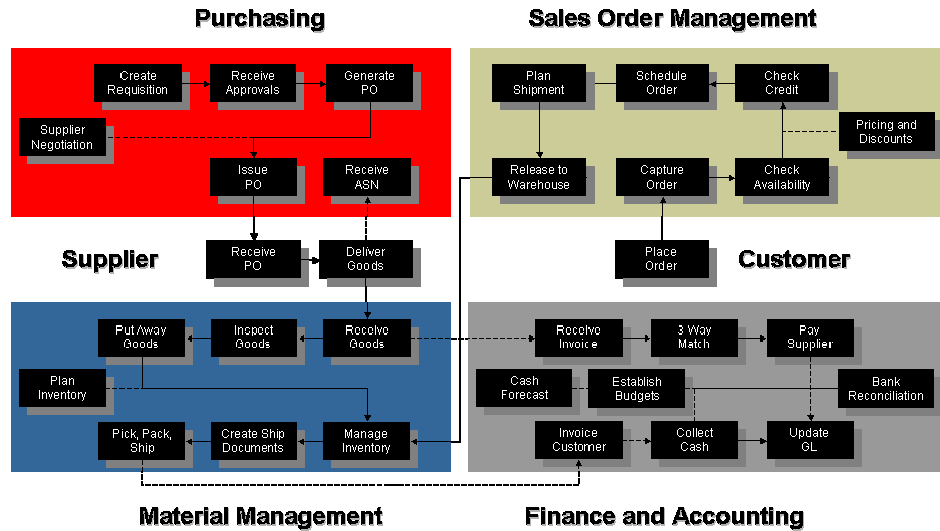 Purchasing
Sales Order Management
Create
Requisition
Receive
Approvals
Generate
PO
Supplier
Negotiation
Issue
PO
Receive
ASN
Plan
Shipment
Schedule
Order
Check
Credit
Pricing and
Discounts
Release to
Warehouse
Capture
Order
Check
Availability
Supplier
Receive
PO
Deliver
Goods
Place
Order
Customer
Put Away
Goods
Inspect
Goods
Receive
Goods
Plan
Inventory
Pick, Pack,
Ship
Create Ship
Documents
Manage
Inventory
Receive
Invoice
3 Way
Match
Pay
Supplier
Cash
Forecast
Establish
Budgets
Bank
Reconciliation
Invoice
Customer
Collect
Cash
Update
GL
Material Management
Finance and Accounting